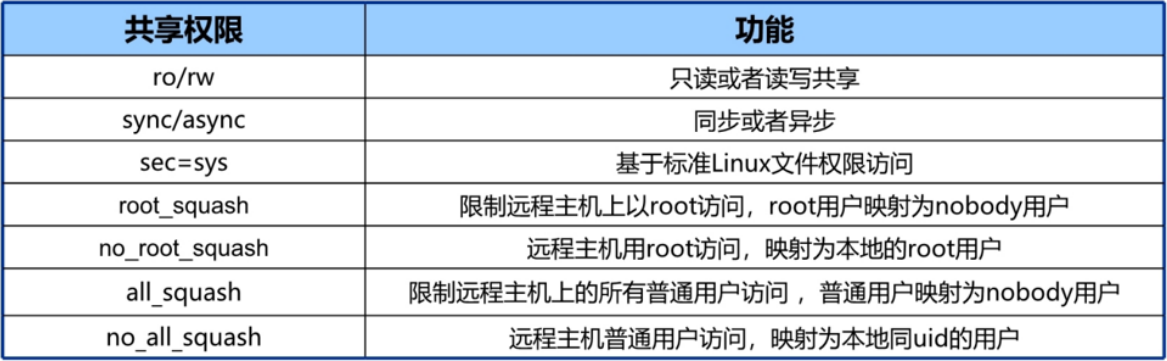 共享权限 功能
ro/rw 只读或者读写共享
sync/async 同步或者异步
sec=sys 基于标准Linux文件权限访问
root_squash 限制远程主机上以root访问，root用户映射为nobody用户
no_root_squash 远程主机用root访问，映射为本地的root用户
all_squash 限制远程主机上的所有普通用户访问 ，普通用户映射为nobody用户
no_all_squash 远程主机普通用户访问，映射为本地同uid的用户